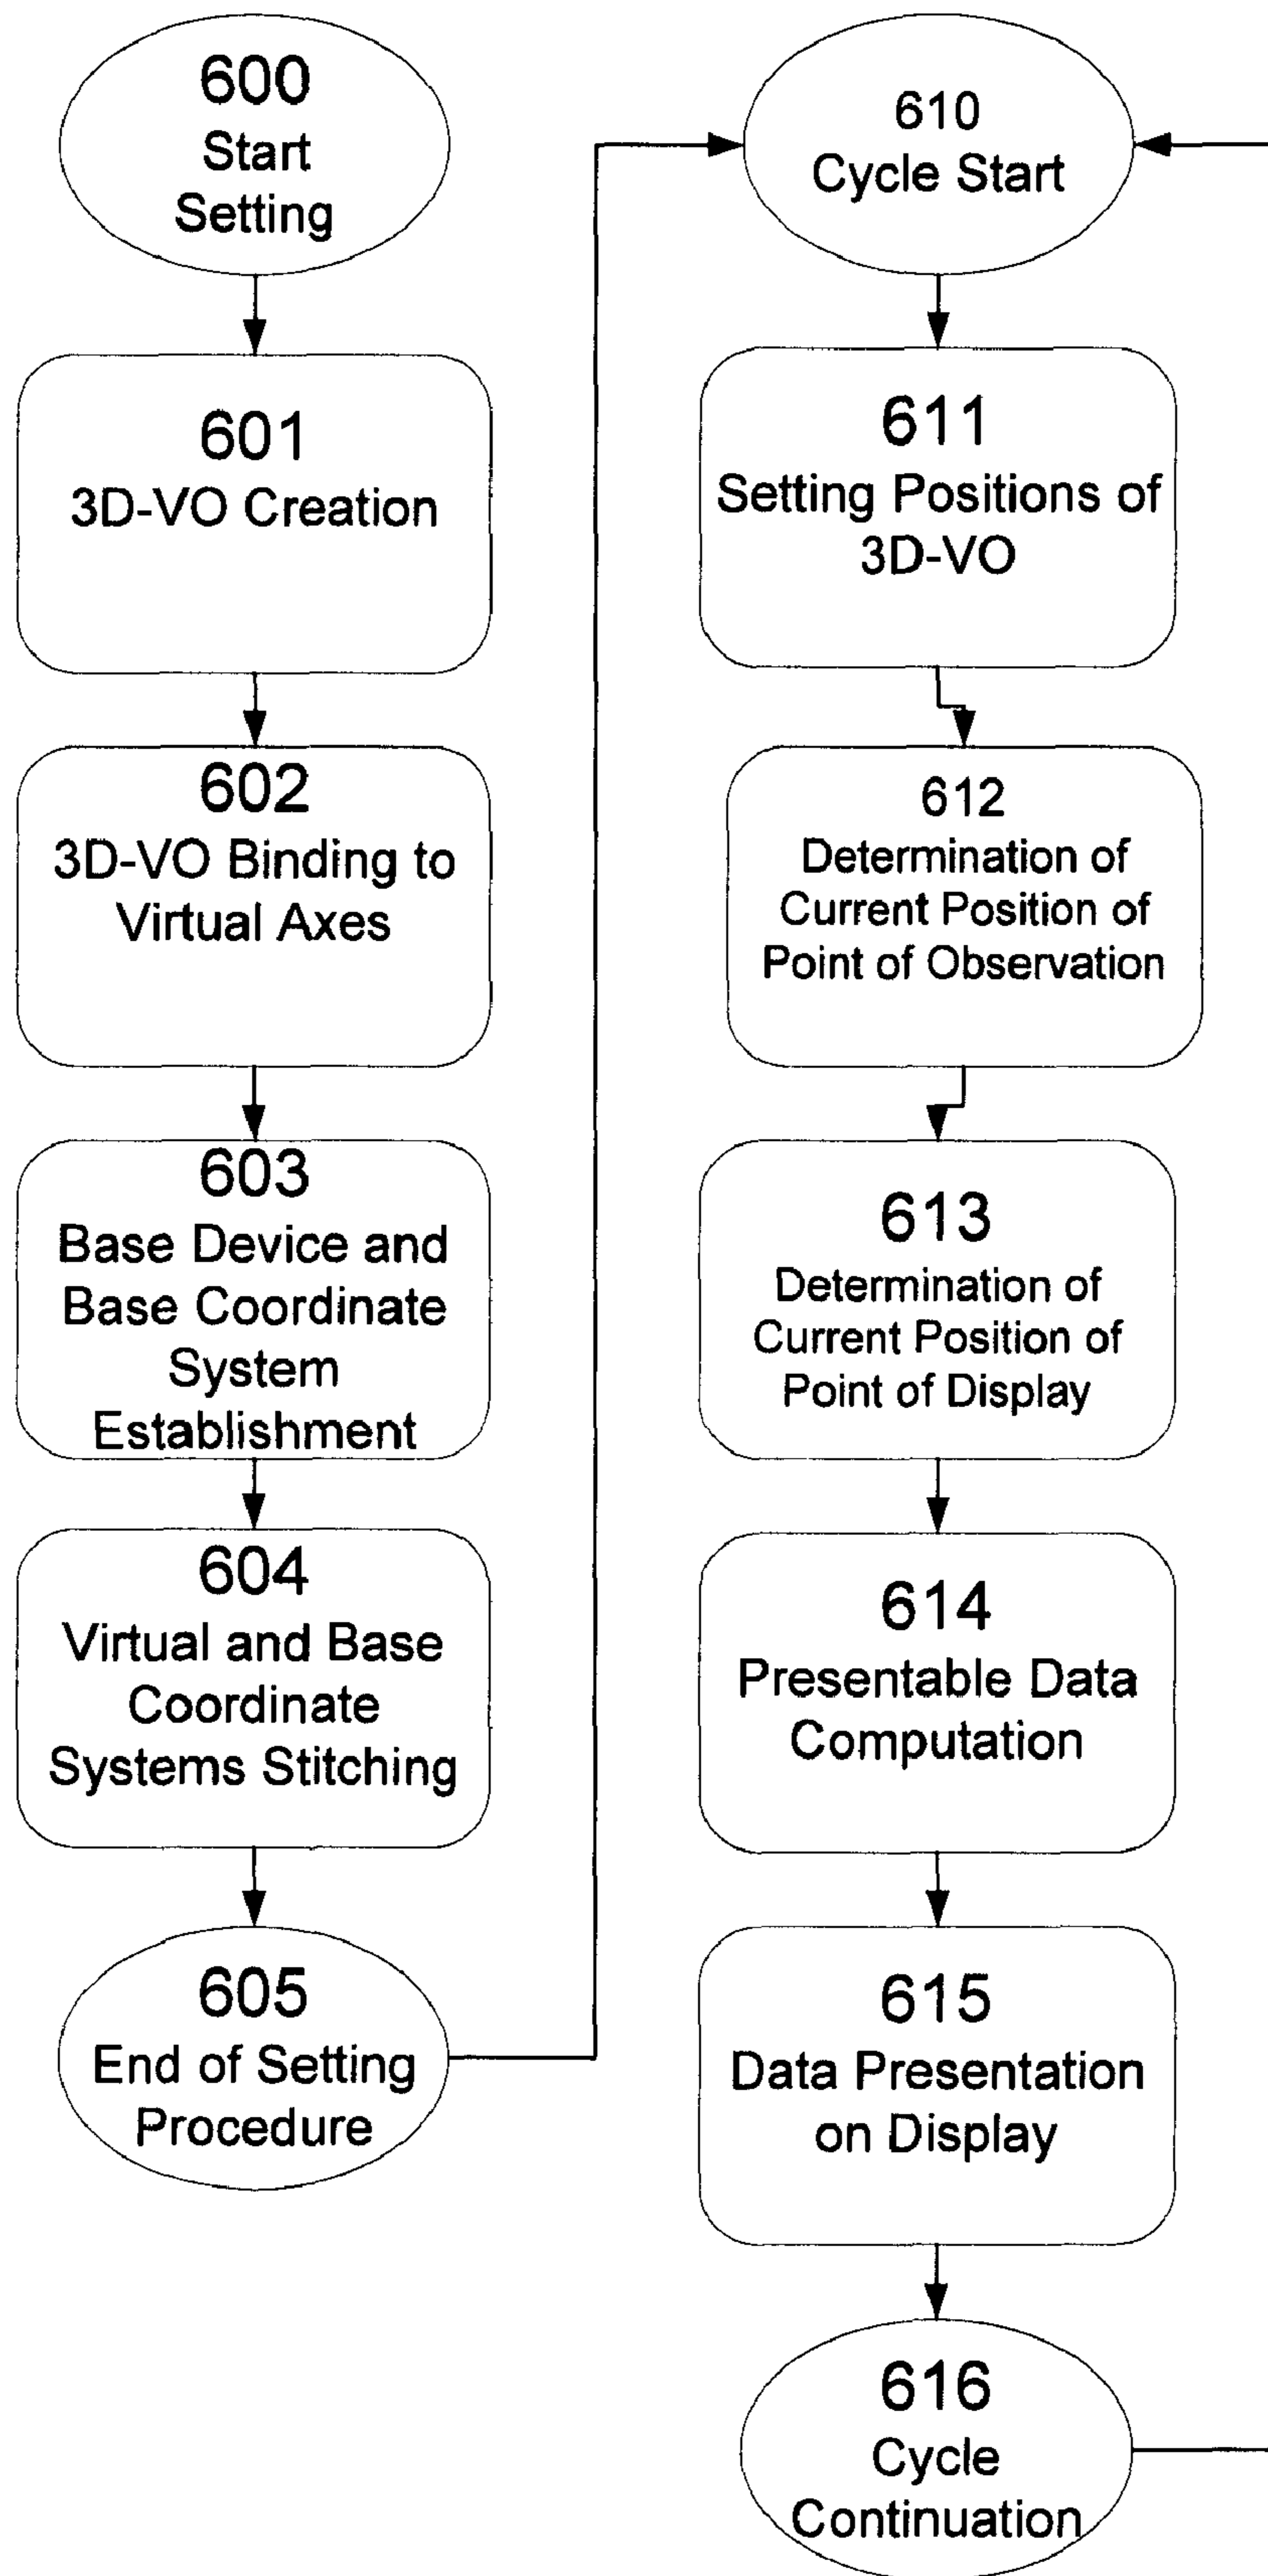 600
Start
Setting
601
3D-VO Creation
602
3D-VO Binding to
Virtual Axes
603
Base Device and
Base Coordinate
System
Establishment
604
Virtual and Base
Coordinate
Systems Stitching
605
End of Setting
Procedure
610
Cycle Start
611
Setting Positions of
3D-VO
612
Determination of
Current Position of
Point of Observation
613
Determination of
Current Position of
Point of Display
614
Presentable Data
Computation
615
Data Presentation
on Display
616
Cycle
Continuation